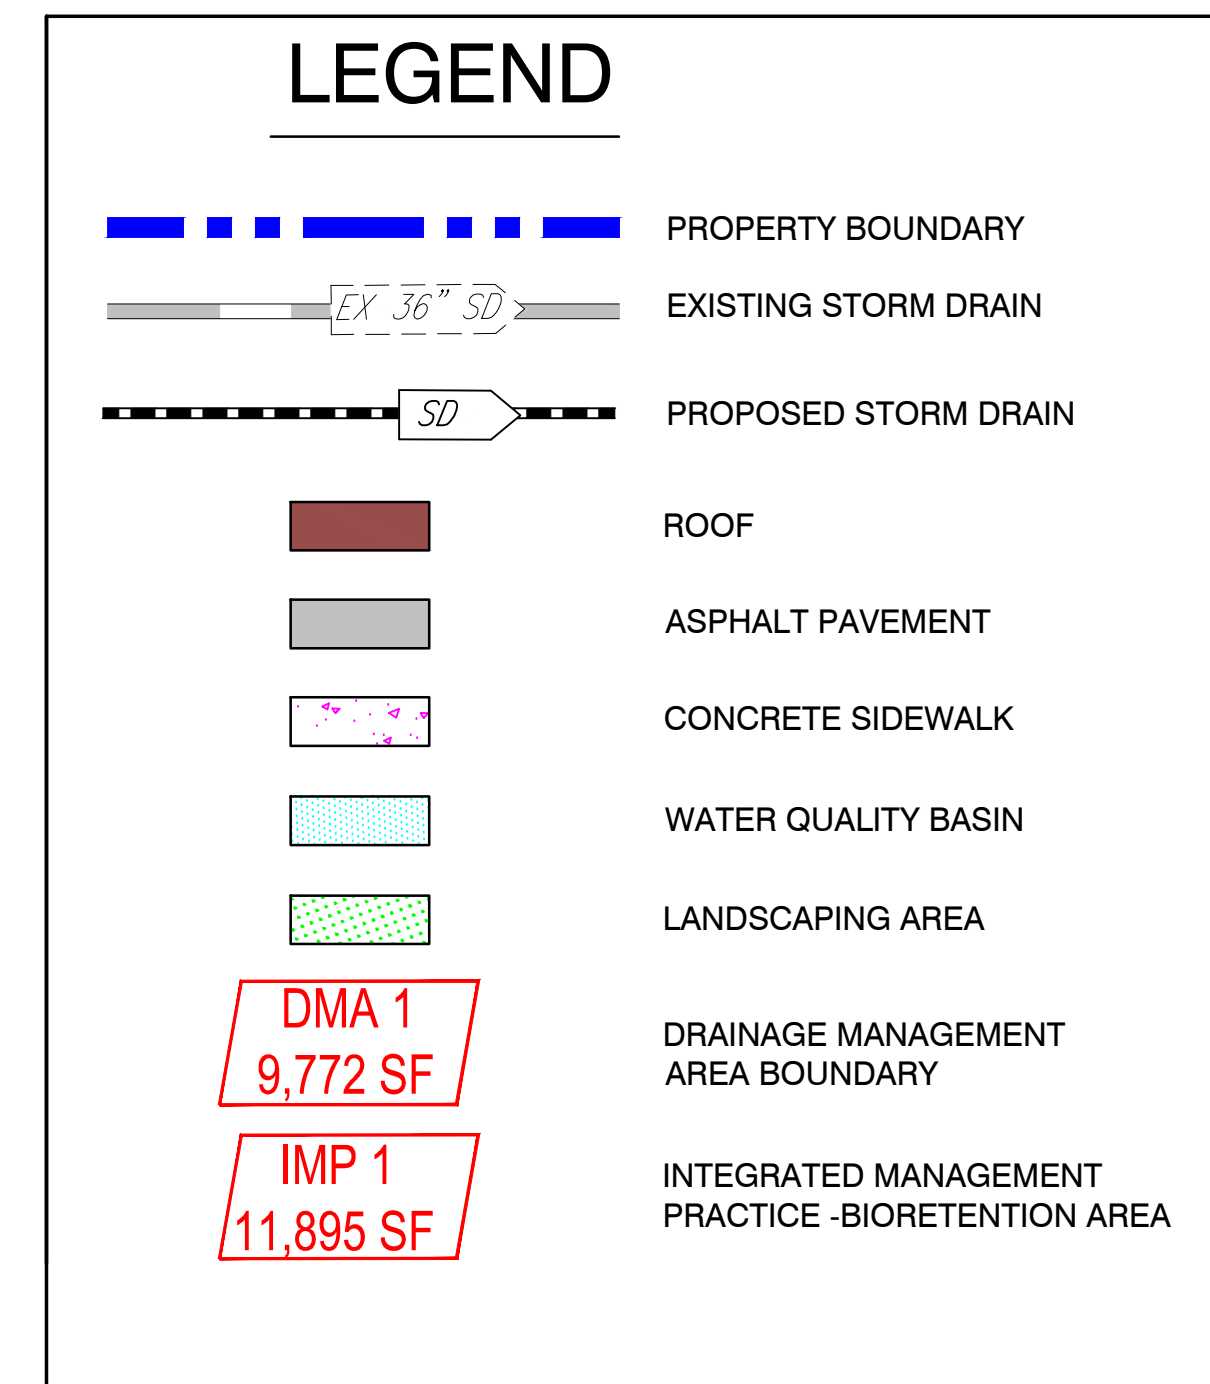 LEGEND
PROPERTY BOUNDARY
EX 36" SD
EXISTING STORM DRAIN
SD
PROPOSED STORM DRAIN
ROOF
ASPHALT PAVEMENT
CONCRETE SIDEWALK
WATER QUALITY BASIN
LANDSCAPING AREA
DMA 1
9,772 SF
DRAINAGE MANAGEMENT
AREA BOUNDARY
IMP 1
11,895 SF
INTEGRATED MANAGEMENT
PRACTICE -BIORETENTION AREA